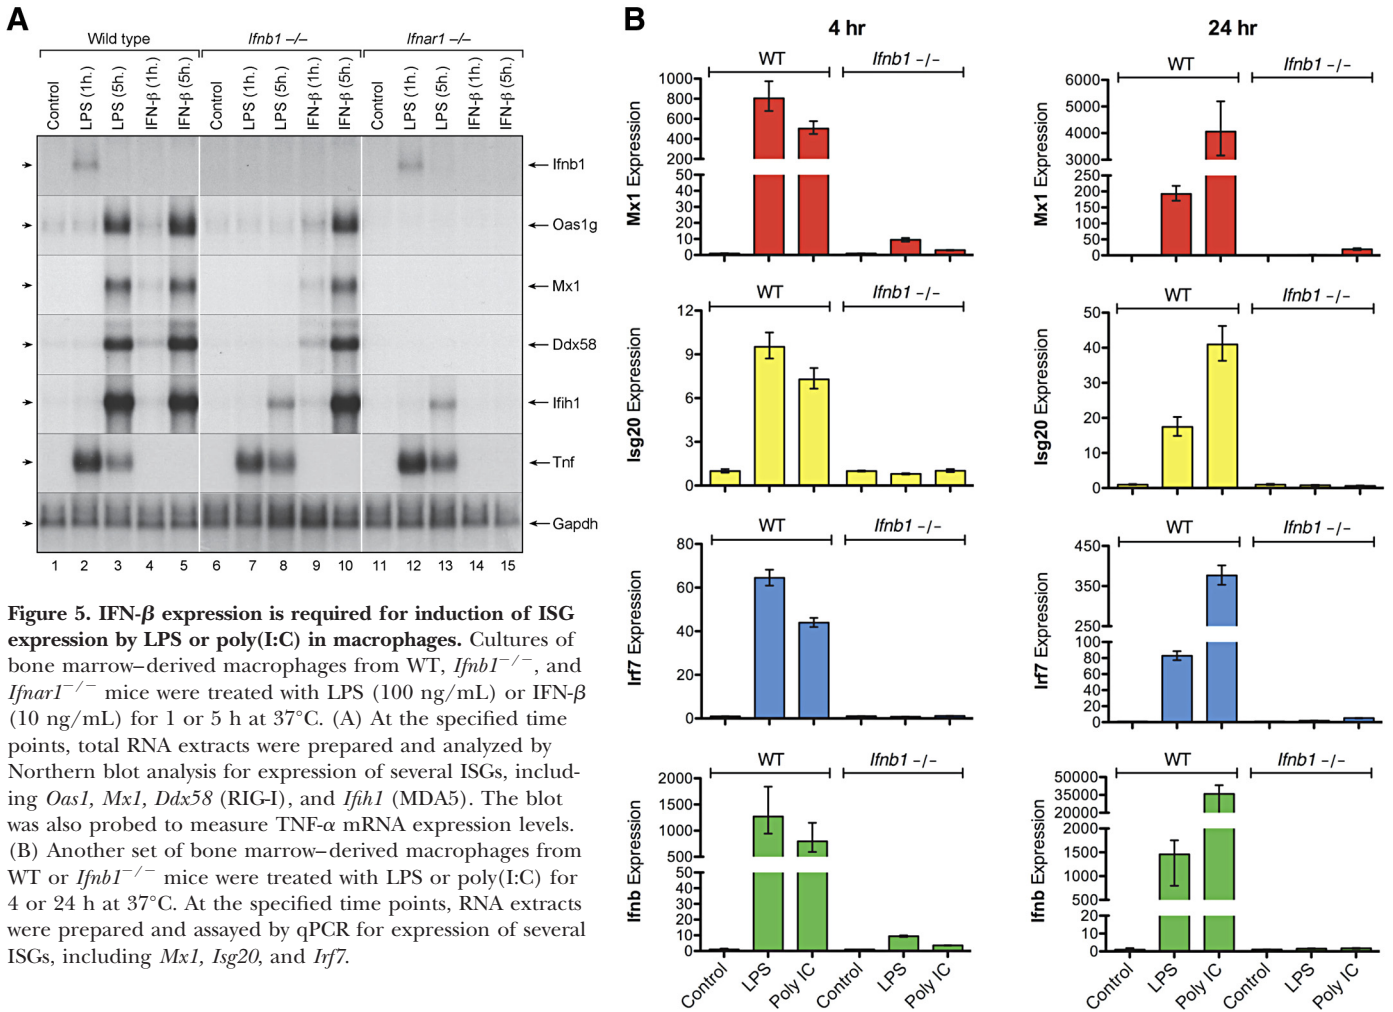 A
Wild type
Ifnb1 –/–
Ifnar1 –/–
Control
LPS (1h.)
LPS (5h.)
IFN-β (1h.)
IFN-β (5h.)
Control
LPS (1h.)
LPS (5h.)
IFN-β (1h.)
IFN-β (5h.)
Control
LPS (1h.)
LPS (5h.)
IFN-β (1h.)
IFN-β (5h.)
Ifnb1
Oas1g
Mx1
Ddx58
Ifih1
Tnf
Gapdh
1 2 3 4 5 6 7 8 9 10 11 12 13 14 15
Figure 5. IFN-β expression is required for induction of ISG
expression by LPS or poly(I:C) in macrophages. Cultures of
bone marrow–derived macrophages from WT, Ifnb1−/−, and
Ifnar1−/− mice were treated with LPS (100 ng/mL) or IFN-β
(10 ng/mL) for 1 or 5 h at 37°C. (A) At the specified time
points, total RNA extracts were prepared and analyzed by
Northern blot analysis for expression of several ISGs, includ-
ing Oas1, Mx1, Ddx58 (RIG-I), and Ifih1 (MDA5). The blot
was also probed to measure TNF-α mRNA expression levels.
(B) Another set of bone marrow–derived macrophages from
WT or Ifnb1−/− mice were treated with LPS or poly(I:C) for
4 or 24 h at 37°C. At the specified time points, RNA extracts
were prepared and assayed by qPCR for expression of several
ISGs, including Mx1, Isg20, and Irf7.
B
4 hr
24 hr
WT
Ifnb1 –/–
Mx1 Expression
1000
800
600
400
200
50
40
30
20
10
0
WT
Ifnb1 –/–
Mx1 Expression
6000
5000
4000
3000
250
200
150
100
50
0
WT
Ifnb1 –/–
Isg20 Expression
12
9
6
3
0
WT
Ifnb1 –/–
Isg20 Expression
50
40
30
20
10
0
WT
Ifnb1 –/–
Irf7 Expression
80
60
40
20
0
WT
Ifnb1 –/–
Irf7 Expression
450
350
250
100
80
60
40
20
0
WT
Ifnb1 –/–
Ifnb Expression
2000
1500
1000
500
50
40
30
20
10
0
Control
LPS
Poly IC
Control
LPS
Poly IC
WT
Ifnb1 –/–
Ifnb Expression
50000
35000
20000
2000
1500
1000
500
20
10
0
Control
LPS
Poly IC
Control
LPS
Poly IC